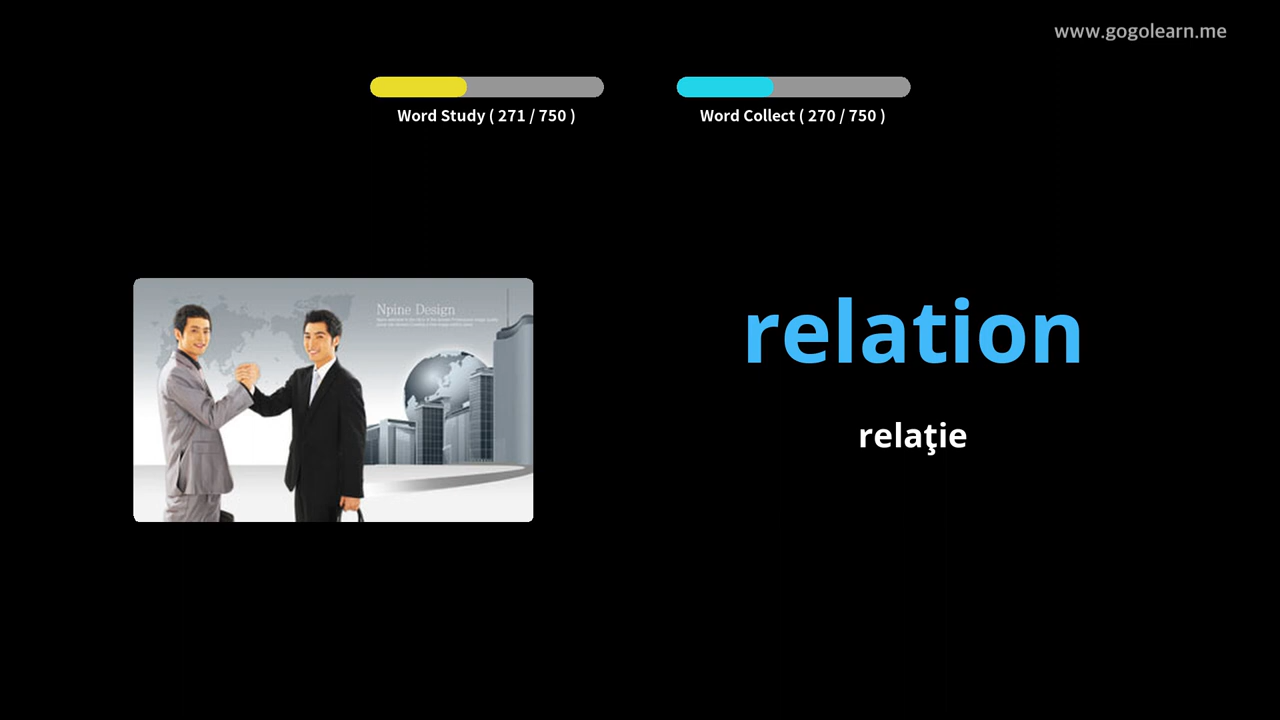 www.gogolearn.me
Word Study ( 271 / 750 )
Word Collect ( 270 / 750 )
Npine Design
relation
relaţie